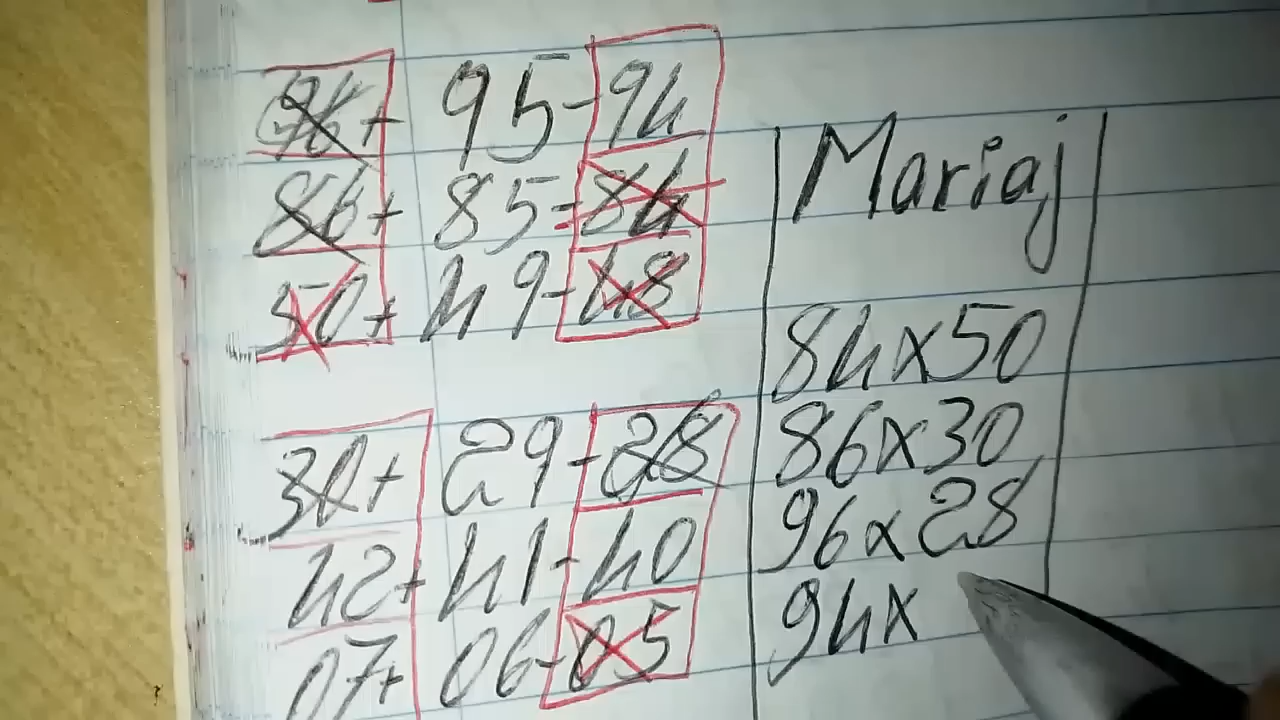 96+ 95-94
86+ 85-84
50+ 49-48
30+ 29-28
42+ 41-40
07+ 06-05
Mariaj
84x50
86x30
96x28
94x